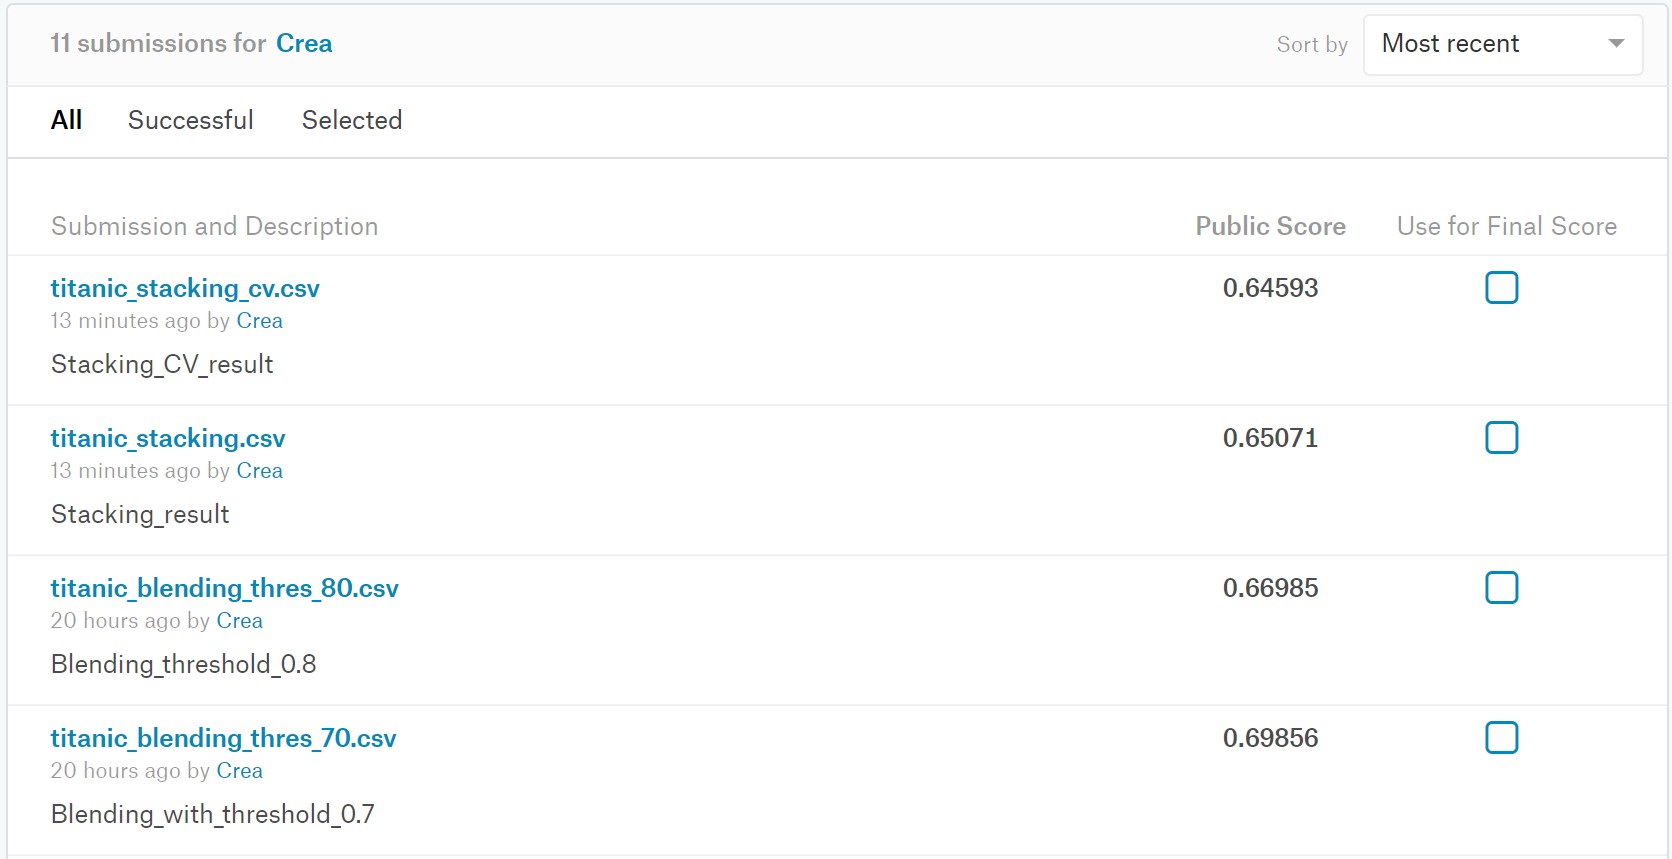 11 submissions for Crea
Sort by Most recent
All Successful Selected
Submission and Description Public Score Use for Final Score
titanic_stacking_cv.csv 0.64593
13 minutes ago by Crea
Stacking_CV_result
titanic_stacking.csv 0.65071
13 minutes ago by Crea
Stacking_result
titanic_blending_thres_80.csv 0.66985
20 hours ago by Crea
Blending_threshold_0.8
titanic_blending_thres_70.csv 0.69856
20 hours ago by Crea
Blending_with_threshold_0.7